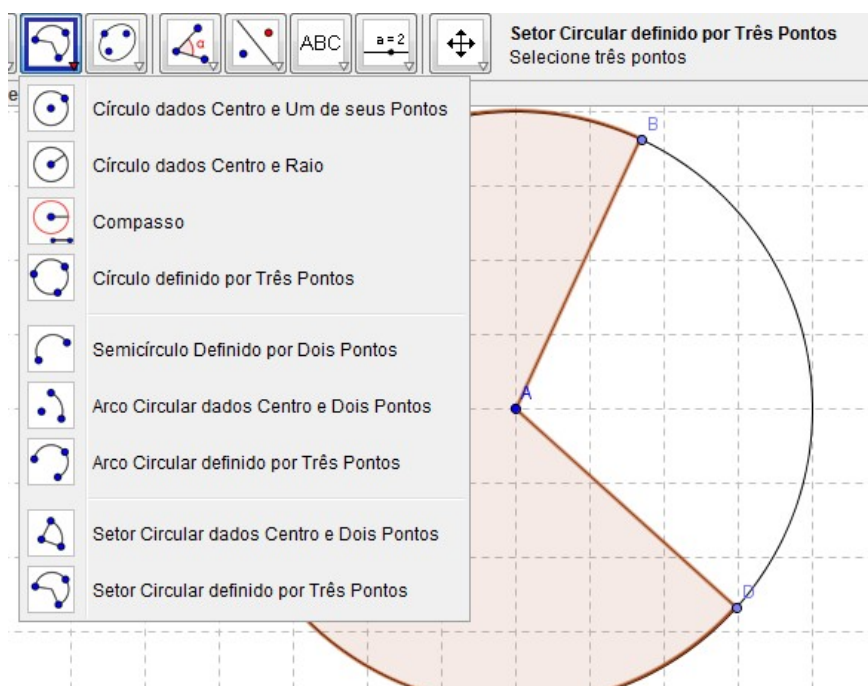 α
ABC
a=2
Setor Circular definido por Três Pontos
Selecione três pontos
e
Círculo dados Centro e Um de seus Pontos
Círculo dados Centro e Raio
Compasso
Círculo definido por Três Pontos
Semicírculo Definido por Dois Pontos
Arco Circular dados Centro e Dois Pontos
Arco Circular definido por Três Pontos
Setor Circular dados Centro e Dois Pontos
Setor Circular definido por Três Pontos
B
A
D